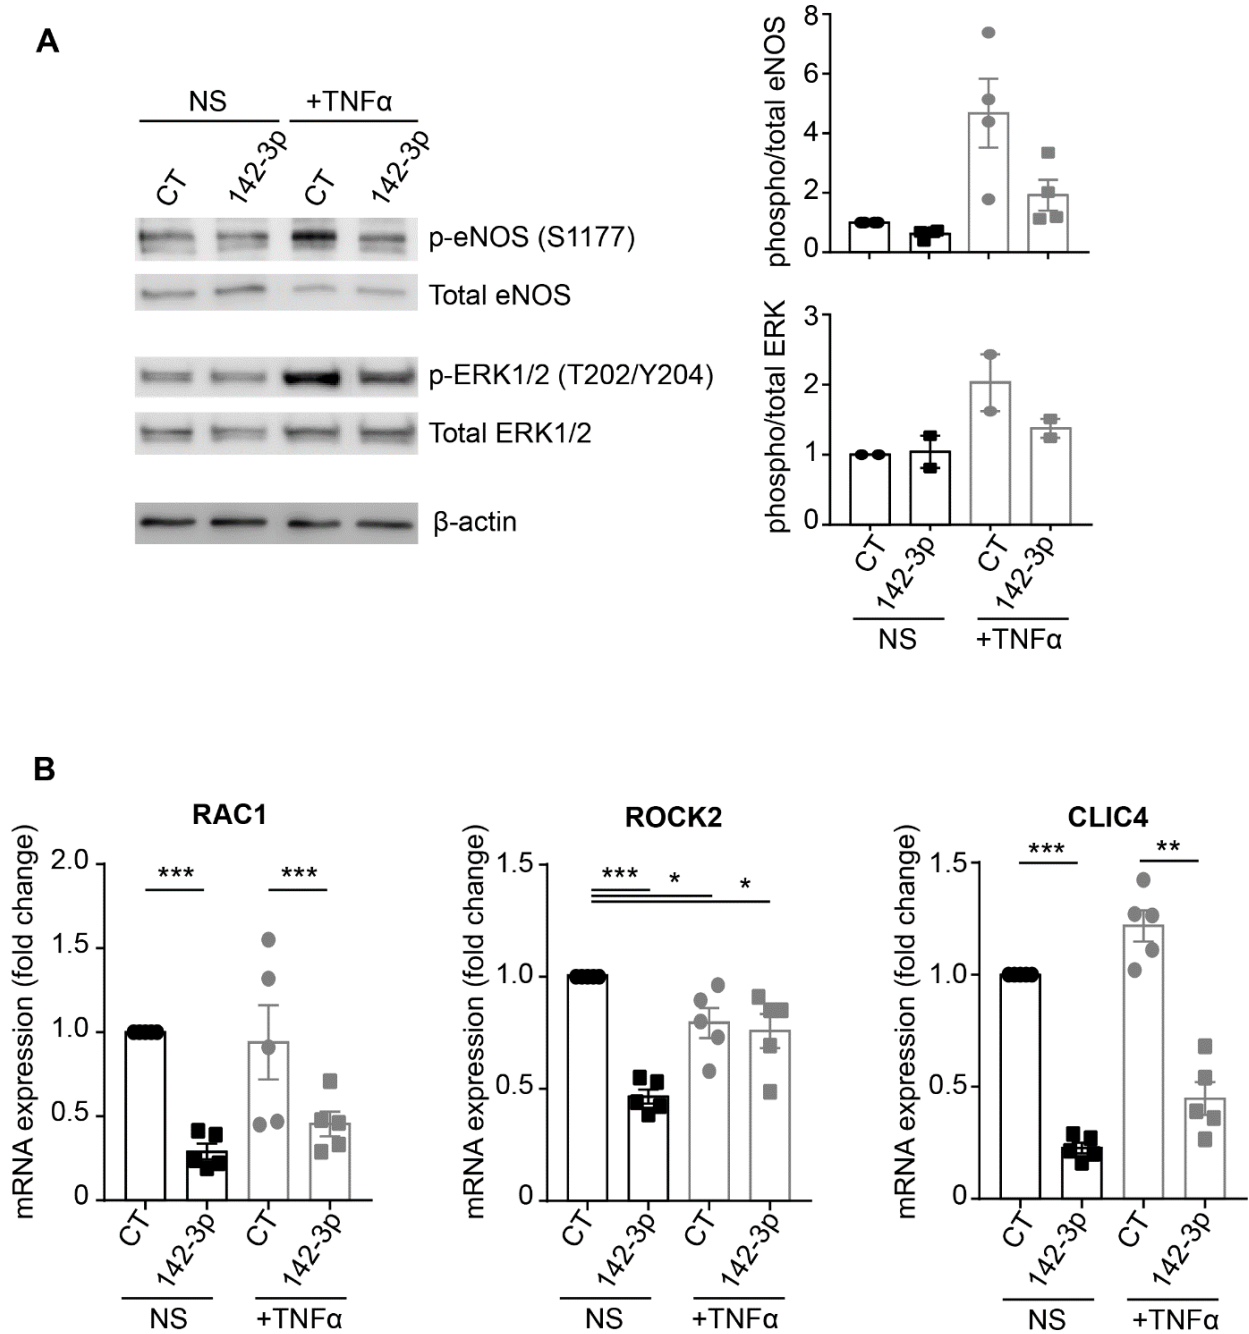 A
NS +TNFα
CT 142-3p CT 142-3p
p-eNOS (S1177)
Total eNOS
p-ERK1/2 (T202/Y204)
Total ERK1/2
β-actin
phospho/total eNOS
8
6
4
2
0
phospho/total ERK
3
2
1
0
CT 142-3p CT 142-3p
NS +TNFα
B
RAC1
mRNA expression (fold change)
2.0
1.5
1.0
0.5
0
*** ***
CT 142-3p CT 142-3p
NS +TNFα
ROCK2
mRNA expression (fold change)
1.5
1.0
0.5
0
*** * *
CT 142-3p CT 142-3p
NS +TNFα
CLIC4
mRNA expression (fold change)
1.5
1.0
0.5
0
*** **
CT 142-3p CT 142-3p
NS +TNFα